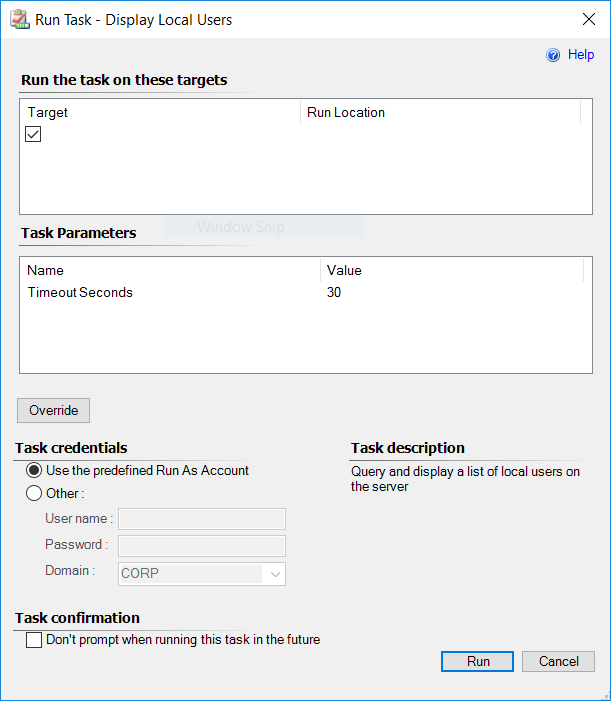 Run Task - Display Local Users
Help
Run the task on these targets
Target Run Location
Window Snip
Task Parameters
Name Value
Timeout Seconds 30
Override
Task credentials
Use the predefined Run As Account
Other :
User name :
Password :
Domain : CORP
Task description
Query and display a list of local users on
the server
Task confirmation
Don't prompt when running this task in the future
Run Cancel